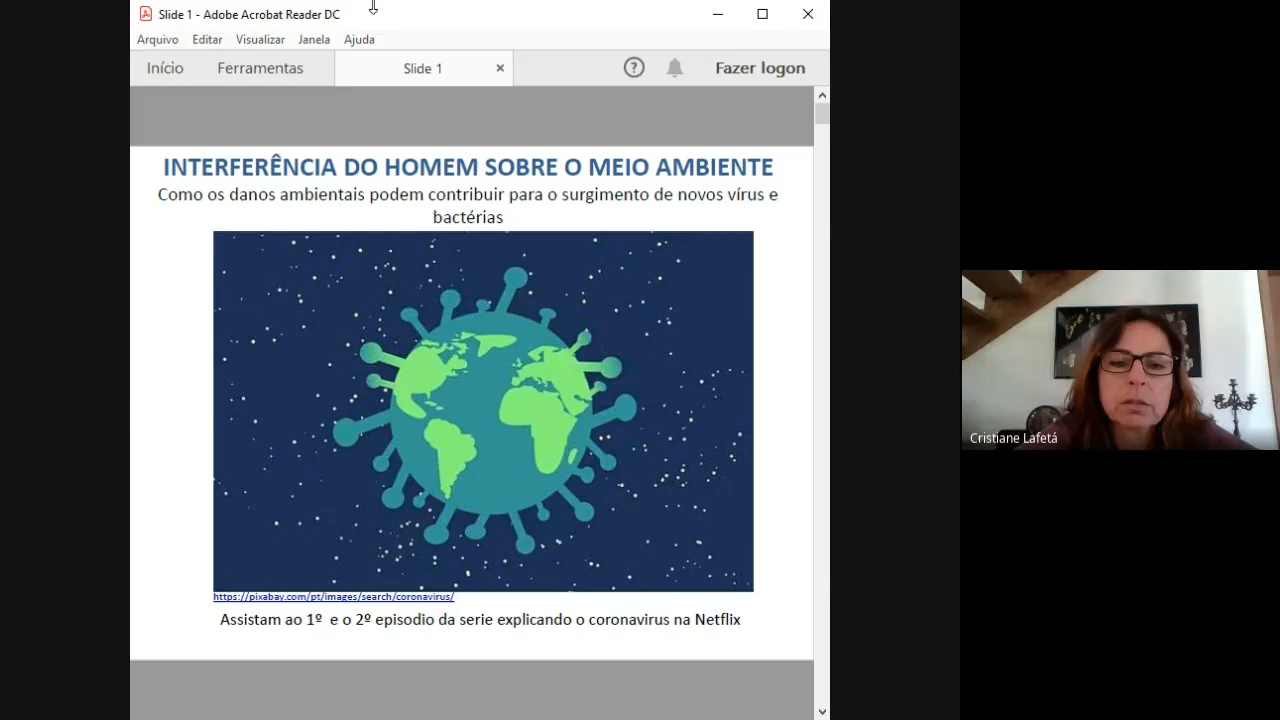 Slide 1 - Adobe Acrobat Reader DC
Arquivo Editar Visualizar Janela Ajuda
Início Ferramentas Slide 1 × ? Fazer logon
INTERFERÊNCIA DO HOMEM SOBRE O MEIO AMBIENTE
Como os danos ambientais podem contribuir para o surgimento de novos vírus e
bactérias
https://pixabay.com/pt/images/search/coronavirus/
Assistam ao 1º e o 2º episodio da serie explicando o coronavirus na Netflix
Cristiane Lafetá